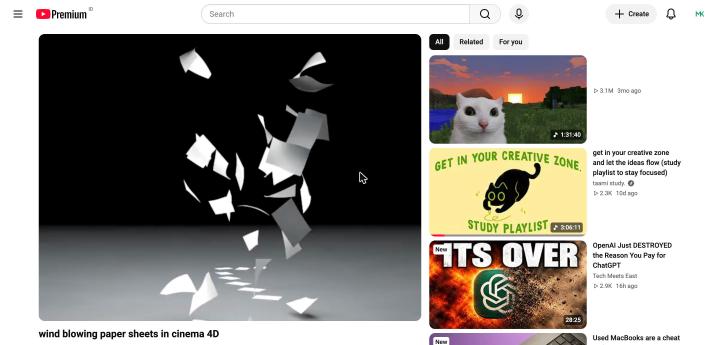 Premium ID
Search
Create
MK
All
Related
For you
1:31:40
3.1M 3mo ago
GET IN YOUR CREATIVE ZONE.
STUDY PLAYLIST
3:06:11
get in your creative zone
and let the ideas flow (study
playlist to stay focused)
taami study.
2.3K 10d ago
New
ITS OVER
28:25
OpenAI Just DESTROYED
the Reason You Pay for
ChatGPT
Tech Meets East
2.9K 16h ago
wind blowing paper sheets in cinema 4D
New
Used MacBooks are a cheat